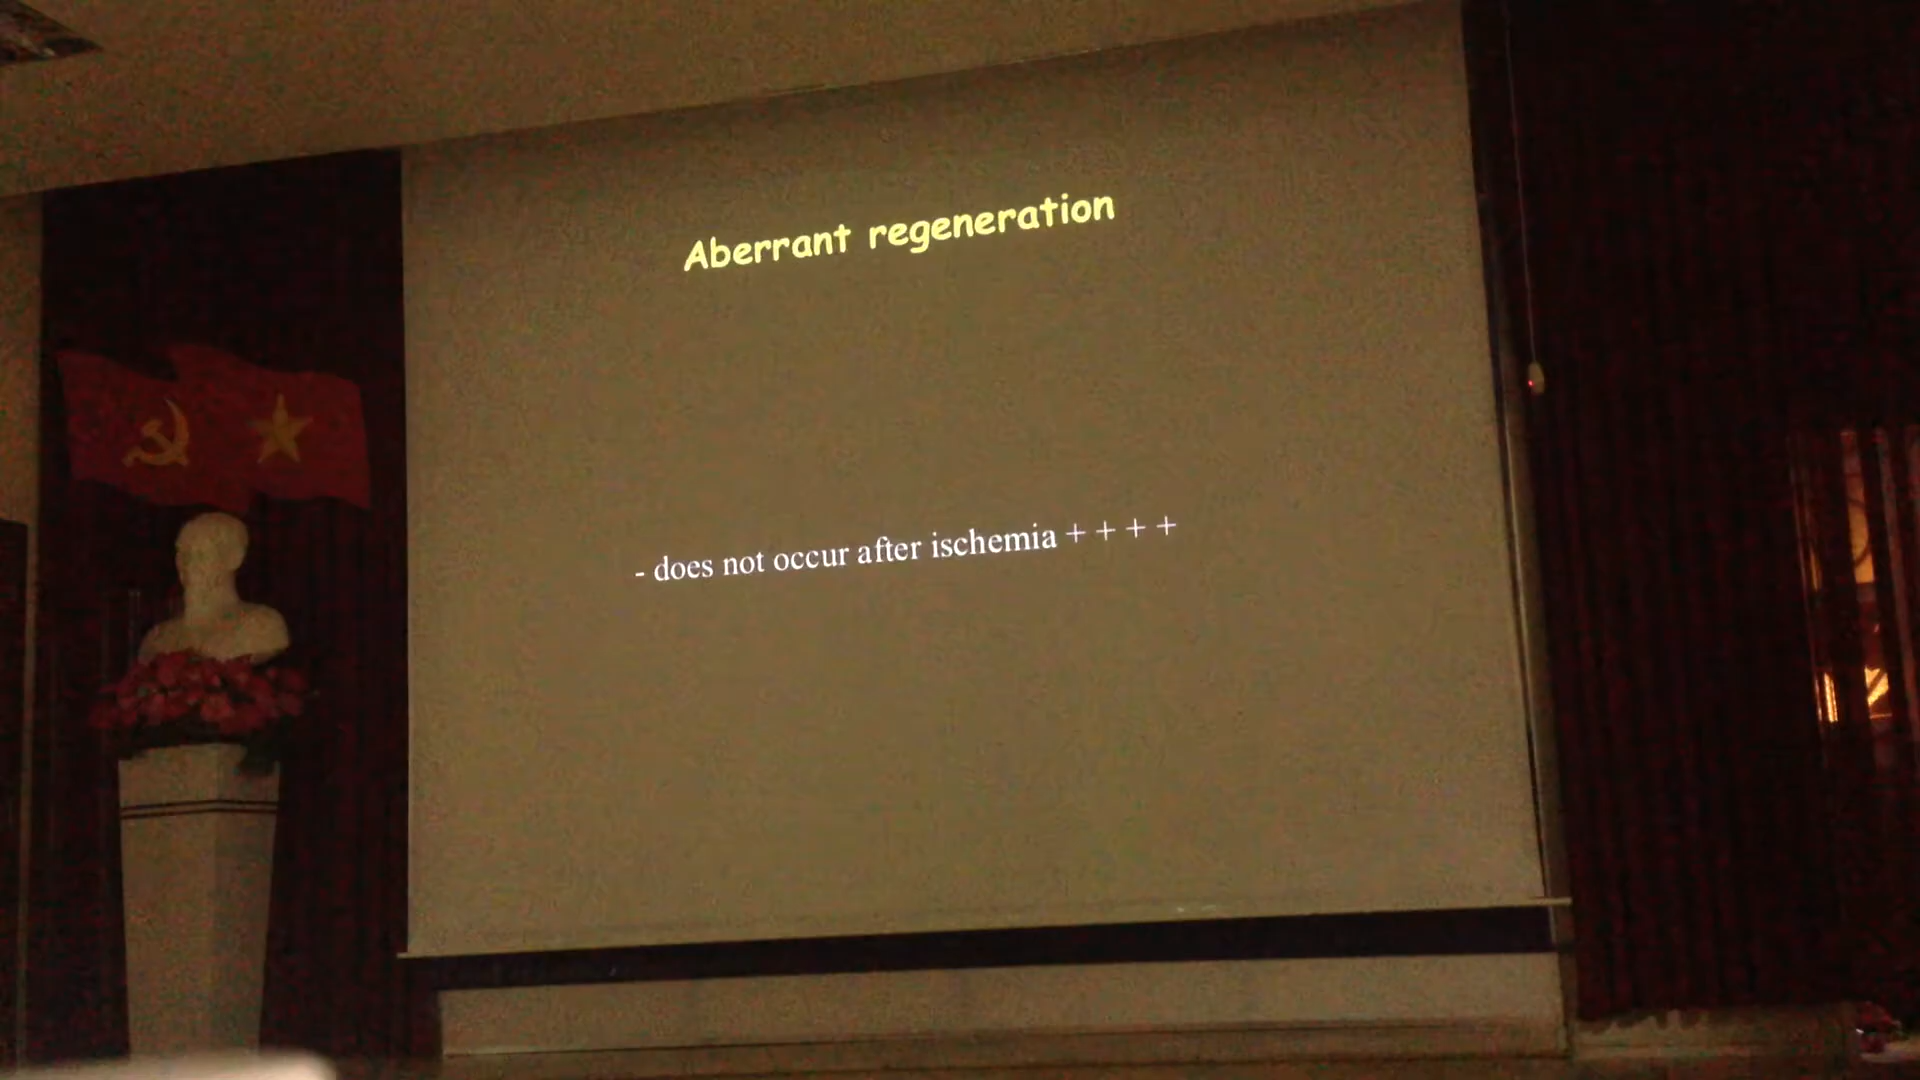 Aberrant regeneration
- does not occur after ischemia + + + +